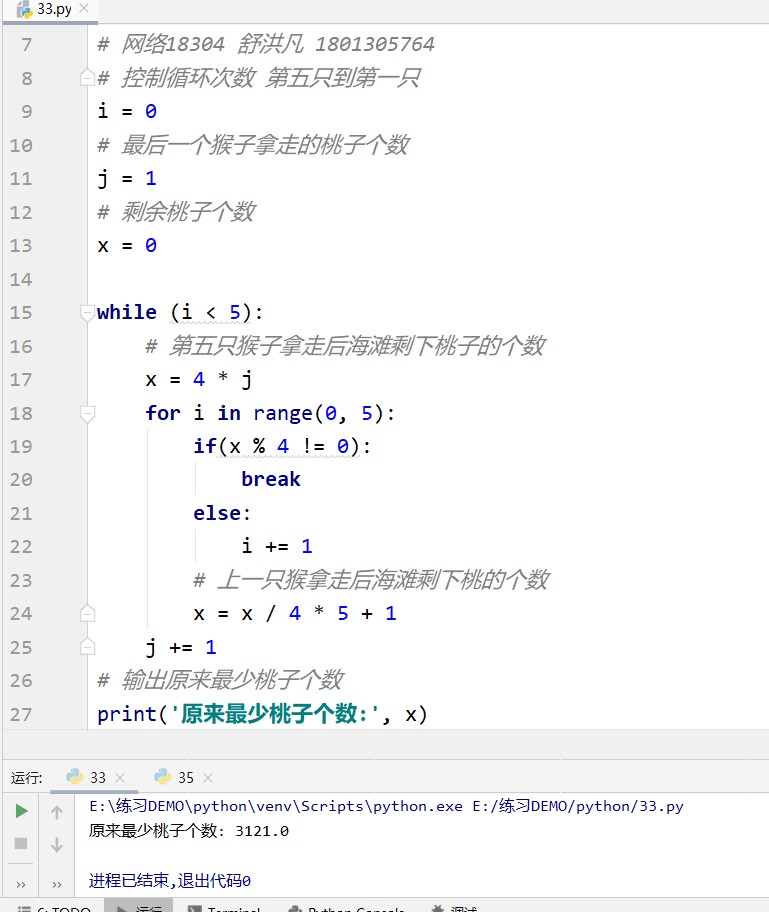 33.py
7 # 网络18304 舒洪凡 1801305764
8 # 控制循环次数 第五只到第一只
9 i = 0
10 # 最后一个猴子拿走的桃子个数
11 j = 1
12 # 剩余桃子个数
13 x = 0
14
15 while (i < 5):
16 # 第五只猴子拿走后海滩剩下桃子的个数
17 x = 4 * j
18 for i in range(0, 5):
19 if(x % 4 != 0):
20 break
21 else:
22 i += 1
23 # 上一只猴拿走后海滩剩下桃的个数
24 x = x / 4 * 5 + 1
25 j += 1
26 # 输出原来最少桃子个数
27 print('原来最少桃子个数:', x)
运行: 33 35
E:\练习DEMO\python\venv\Scripts\python.exe E:/练习DEMO/python/33.py
原来最少桃子个数: 3121.0
进程已结束,退出代码0
6: TODO 运行 Terminal Python Console 调试